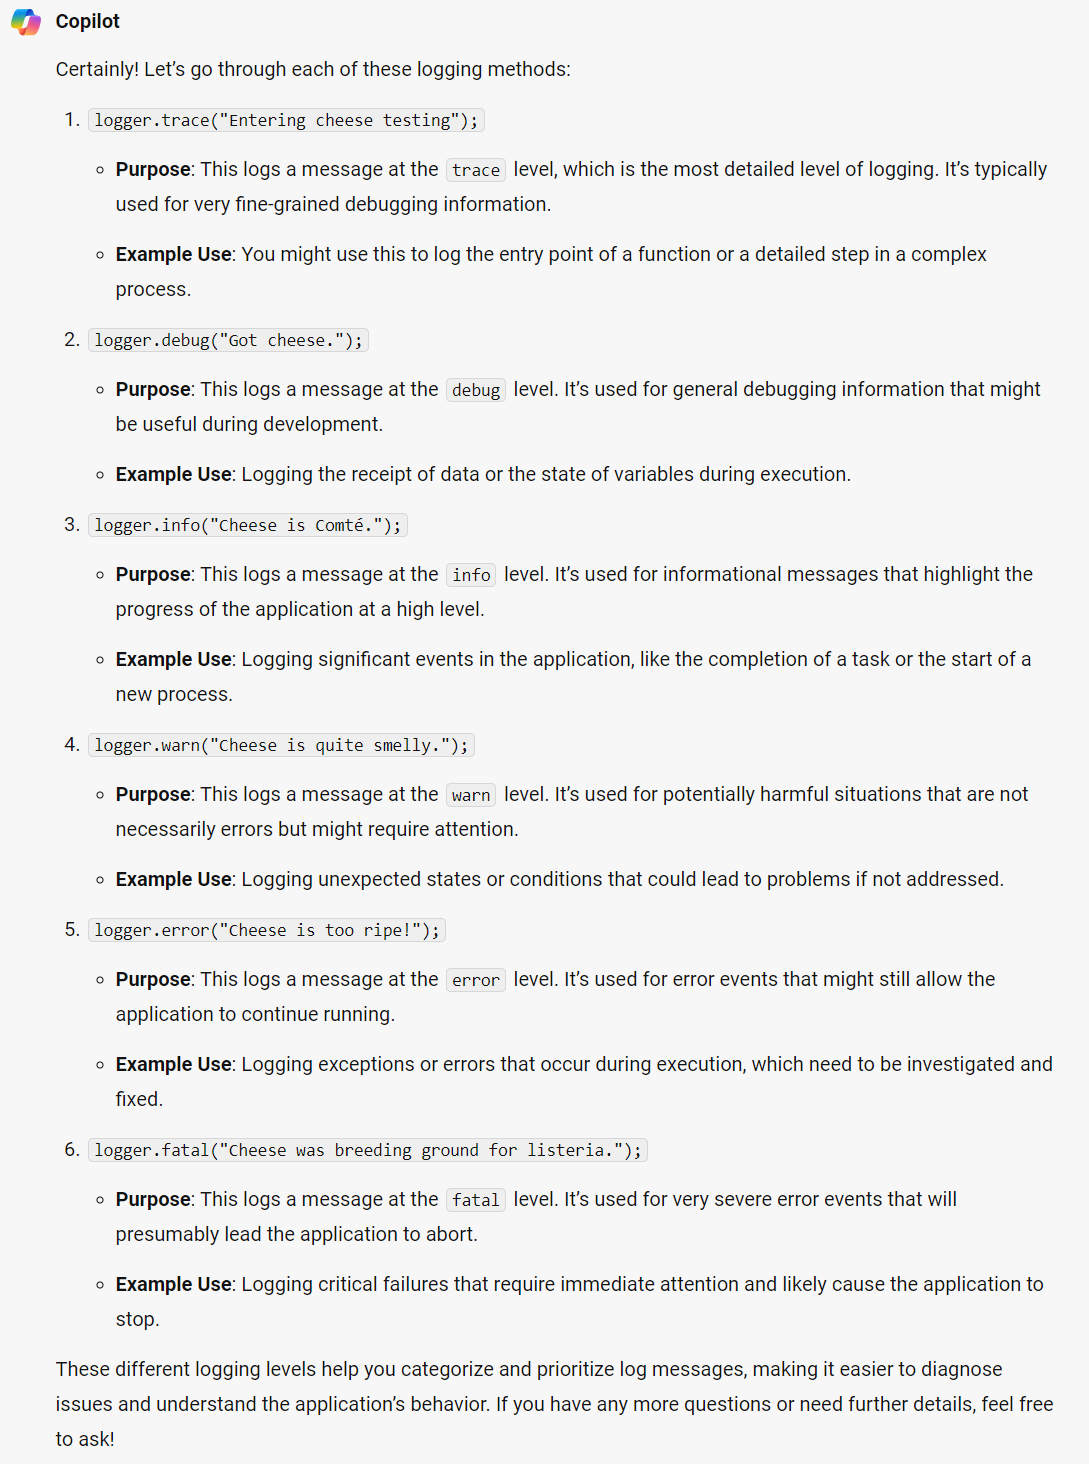 Copilot
Certainly! Let’s go through each of these logging methods:
1. logger.trace("Entering cheese testing");
Purpose: This logs a message at the trace level, which is the most detailed level of logging. It’s typically
used for very fine-grained debugging information.
Example Use: You might use this to log the entry point of a function or a detailed step in a complex
process.
2. logger.debug("Got cheese.");
Purpose: This logs a message at the debug level. It’s used for general debugging information that might
be useful during development.
Example Use: Logging the receipt of data or the state of variables during execution.
3. logger.info("Cheese is Comté.");
Purpose: This logs a message at the info level. It’s used for informational messages that highlight the
progress of the application at a high level.
Example Use: Logging significant events in the application, like the completion of a task or the start of a
new process.
4. logger.warn("Cheese is quite smelly.");
Purpose: This logs a message at the warn level. It’s used for potentially harmful situations that are not
necessarily errors but might require attention.
Example Use: Logging unexpected states or conditions that could lead to problems if not addressed.
5. logger.error("Cheese is too ripe!");
Purpose: This logs a message at the error level. It’s used for error events that might still allow the
application to continue running.
Example Use: Logging exceptions or errors that occur during execution, which need to be investigated and
fixed.
6. logger.fatal("Cheese was breeding ground for listeria.");
Purpose: This logs a message at the fatal level. It’s used for very severe error events that will
presumably lead the application to abort.
Example Use: Logging critical failures that require immediate attention and likely cause the application to
stop.
These different logging levels help you categorize and prioritize log messages, making it easier to diagnose
issues and understand the application’s behavior. If you have any more questions or need further details, feel free
to ask!